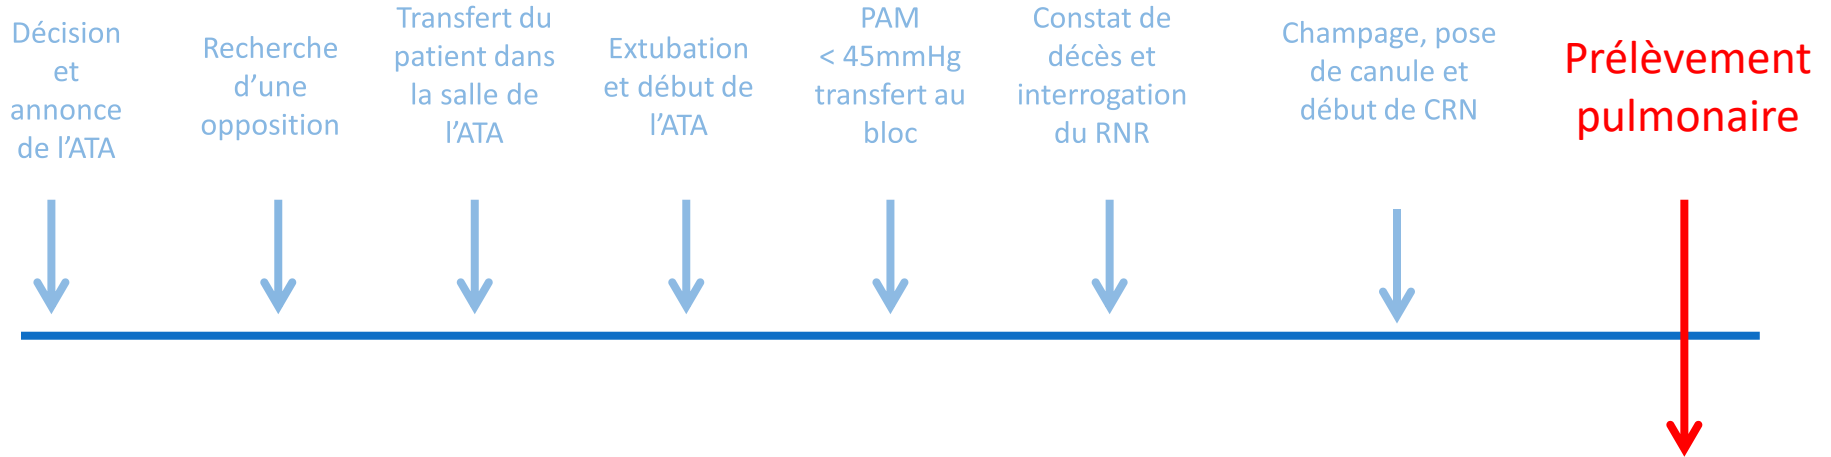 Décision
et
annonce
de l’ATA
Recherche
d’une
opposition
Transfert du
patient dans
la salle de
l’ATA
Extubation
et début de
l’ATA
PAM
< 45mmHg
transfert au
bloc
Constat de
décès et
interrogation
du RNR
Champage, pose
de canule et
début de CRN
Prélèvement
pulmonaire